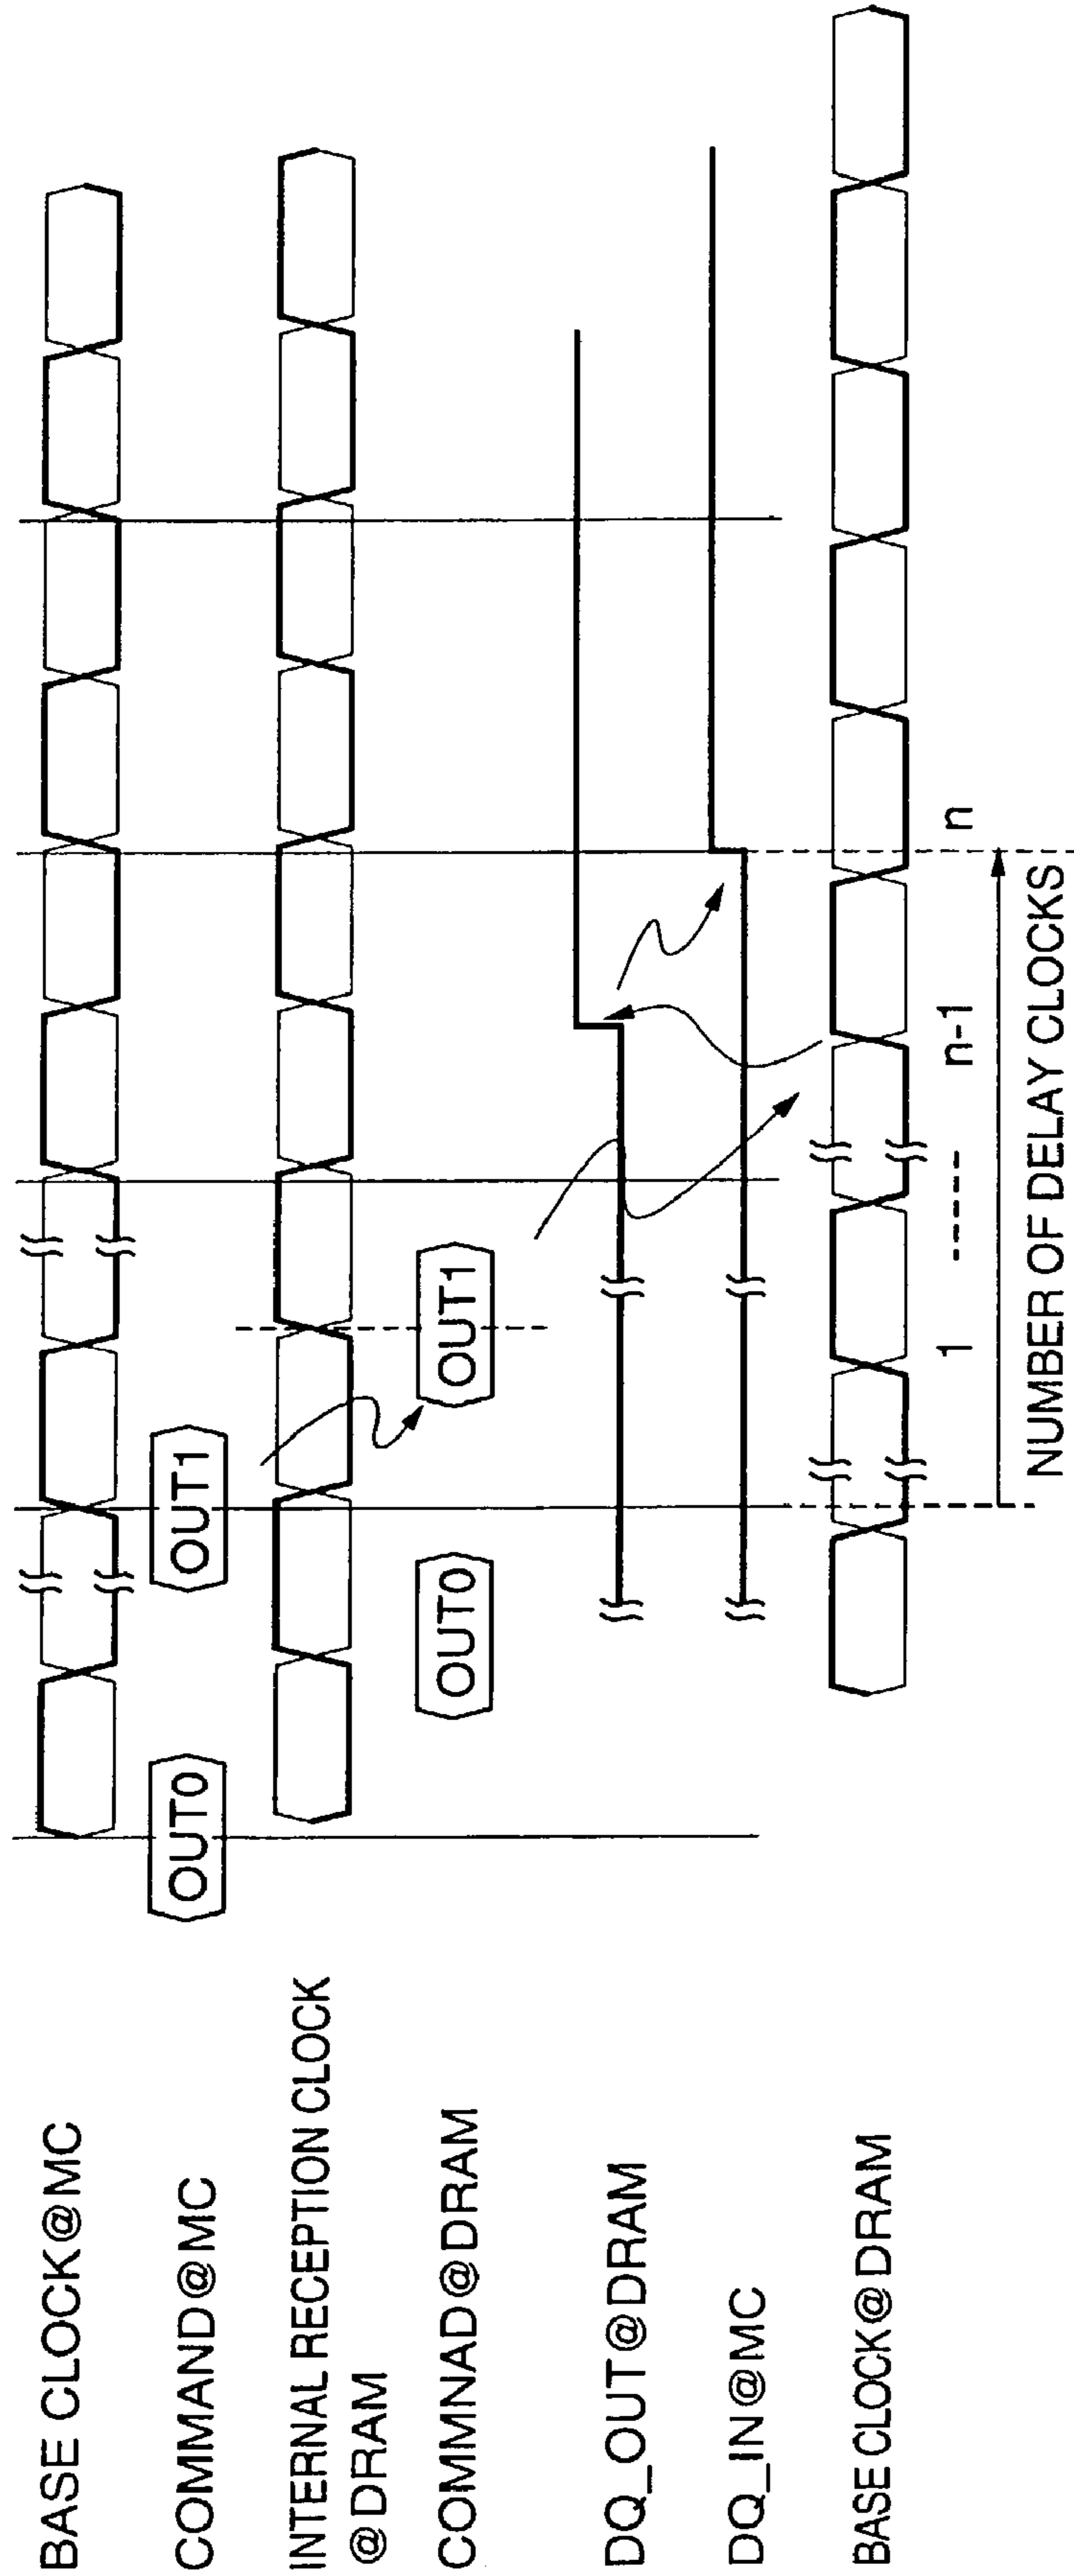 BASE CLOCK@MC
COMMAND@MC
OUT0
OUT1
INTERNAL RECEPTION CLOCK
@DRAM
COMMNAD@DRAM
OUT0
OUT1
DQ_OUT@DRAM
DQ_IN@MC
BASE CLOCK@DRAM
1 ----- n-1 n
NUMBER OF DELAY CLOCKS